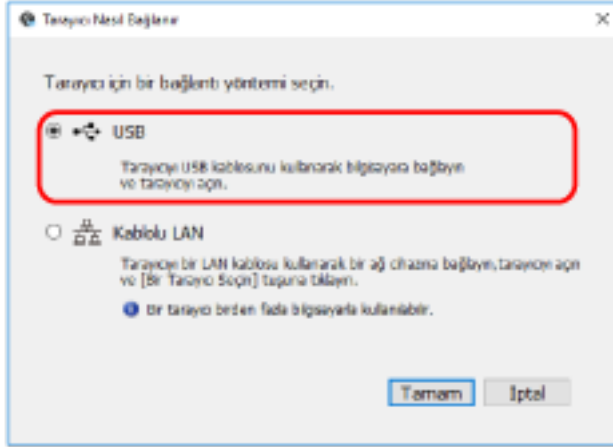 Tarayıcı Nasıl Bağlanır
Tarayıcı için bir bağlantı yöntemi seçin.
USB
Tarayıcıyı USB kablosunu kullanarak bilgisayara bağlayın
ve tarayıcıyı açın.
Kablolu LAN
Tarayıcıyı bir LAN kablosu kullanarak bir ağ cihazına bağlayın,tarayıcıyı açın
ve [Bir Tarayıcı Seçin] tuşuna tıklayın.
Bir tarayıcı birden fazla bilgisayarla kullanılabilir.
Tamam
İptal